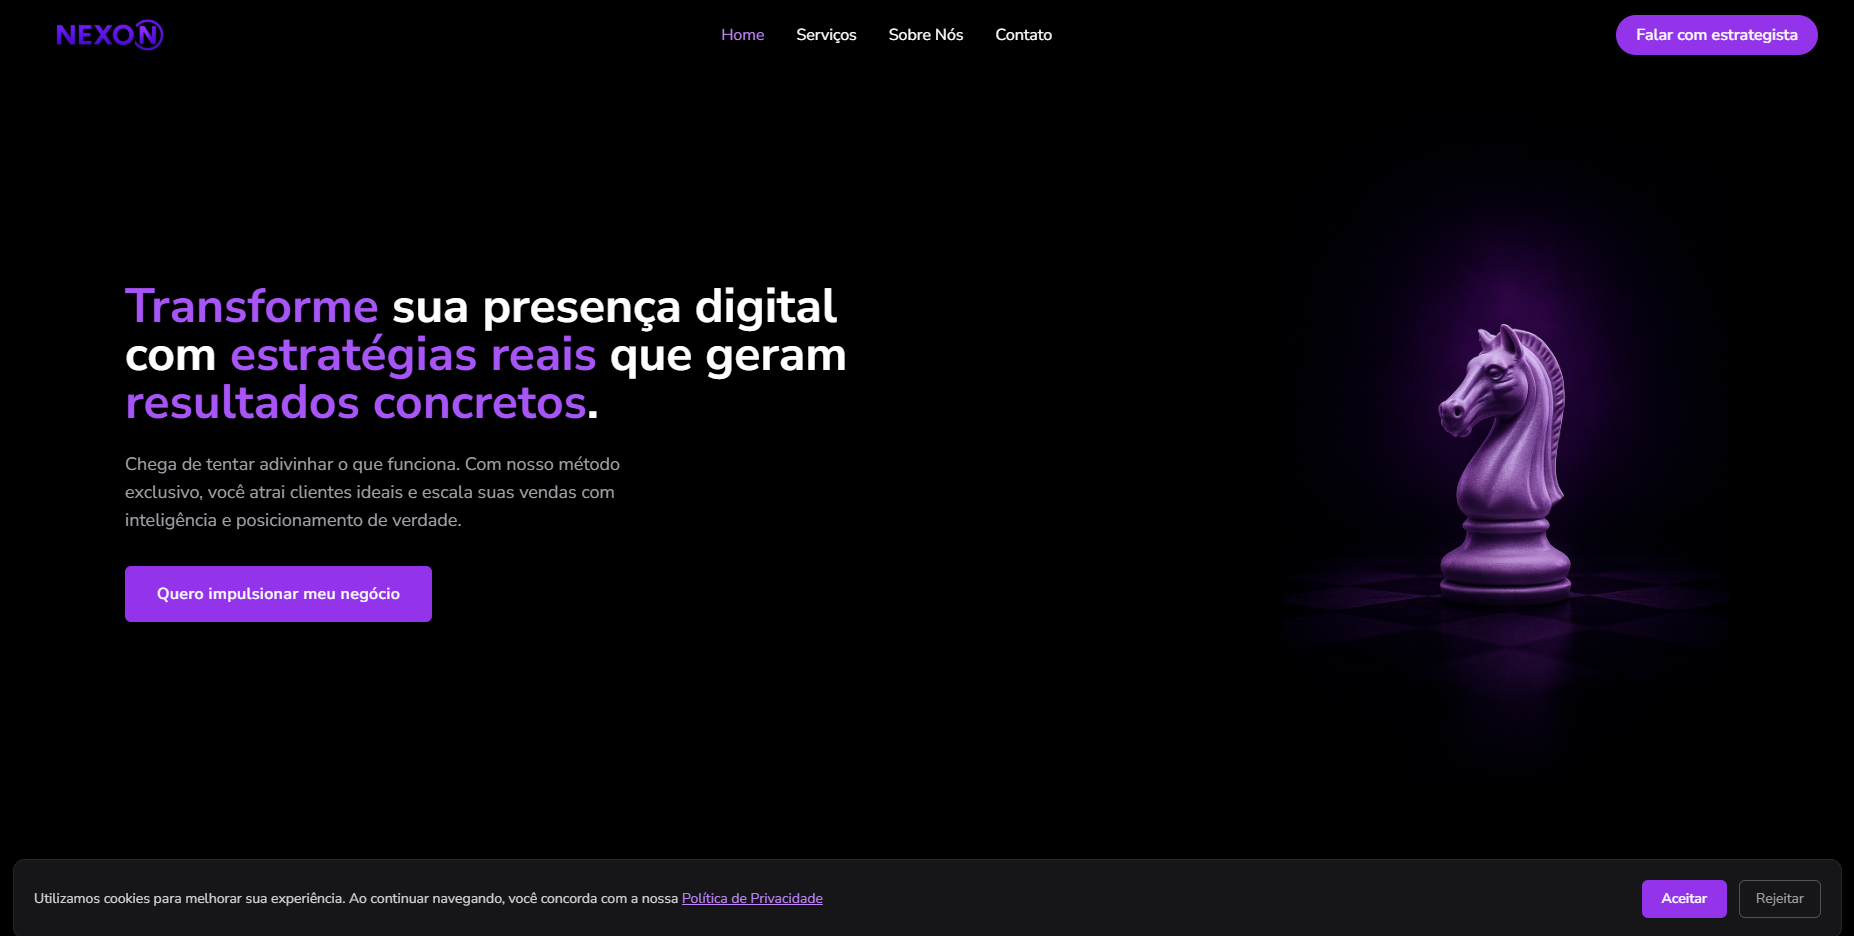 NEXON
Home
Serviços
Sobre Nós
Contato
Falar com estrategista
Transforme sua presença digital
com estratégias reais que geram
resultados concretos.
Chega de tentar adivinhar o que funciona. Com nosso método
exclusivo, você atrai clientes ideais e escala suas vendas com
inteligência e posicionamento de verdade.
Quero impulsionar meu negócio
Utilizamos cookies para melhorar sua experiência. Ao continuar navegando, você concorda com a nossa Política de Privacidade
Aceitar
Rejeitar